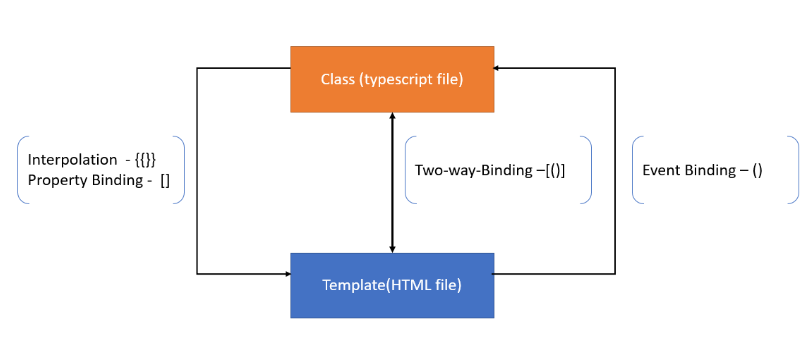 Class (typescript file)
Interpolation - {{}}
Property Binding - []
Two-way-Binding –[()]
Event Binding – ()
Template(HTML file)